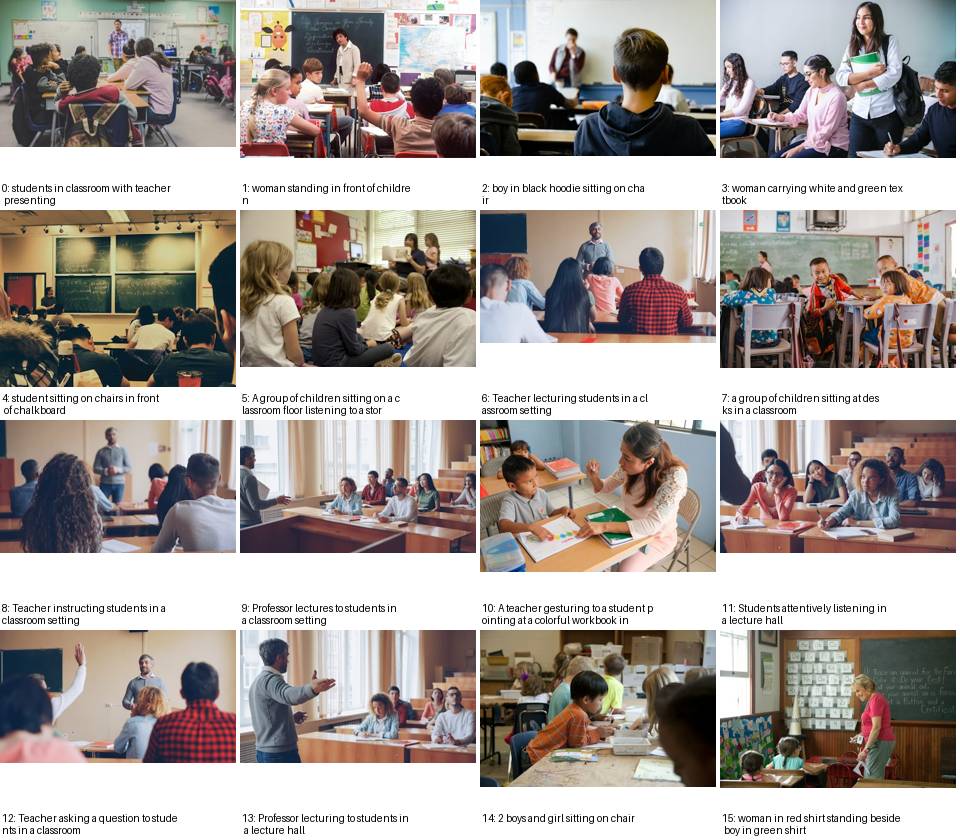 0: students in classroom with teacher
presenting
1: woman standing in front of childre
n
2: boy in black hoodie sitting on cha
ir
3: woman carrying white and green tex
tbook
4: student sitting on chairs in front
of chalkboard
5: A group of children sitting on a c
lassroom floor listening to a stor
6: Teacher lecturing students in a cl
assroom setting
7: a group of children sitting at des
ks in a classroom
8: Teacher instructing students in a
classroom setting
9: Professor lectures to students in
a classroom setting
10: A teacher gesturing to a student p
ointing at a colorful workbook in
11: Students attentively listening in
a lecture hall
12: Teacher asking a question to stude
nts in a classroom
13: Professor lecturing to students in
a lecture hall
14: 2 boys and girl sitting on chair
15: woman in red shirt standing beside
boy in green shirt